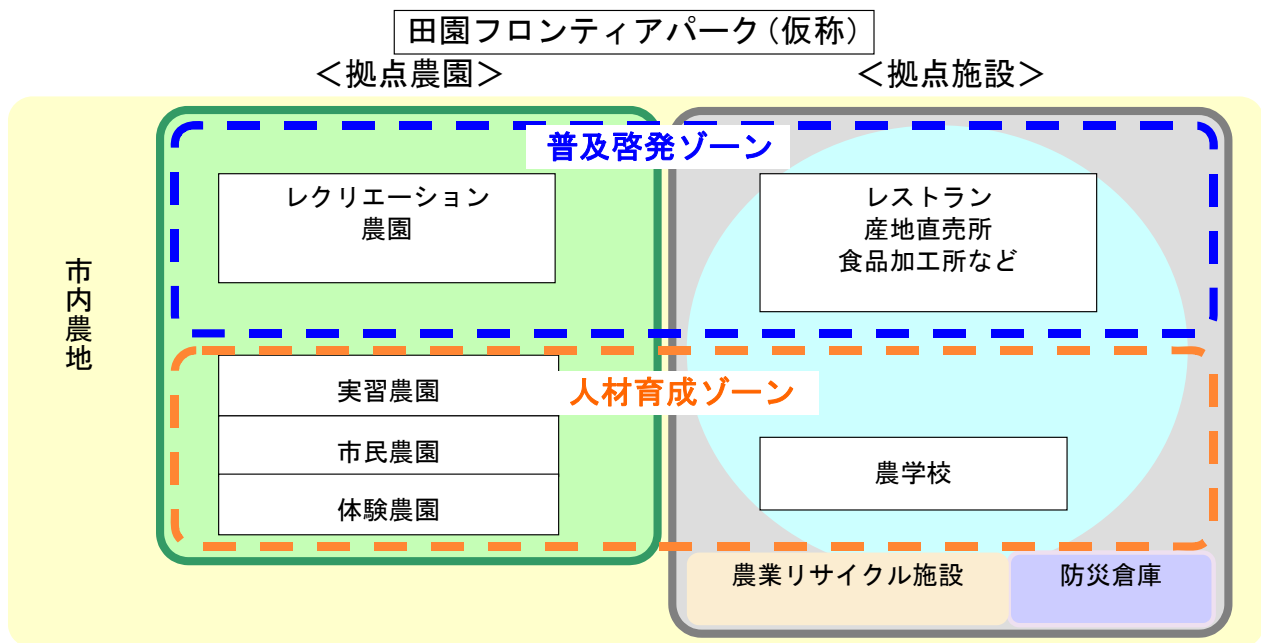 田園フロンティアパーク(仮称)
＜拠点農園＞
＜拠点施設＞
普及啓発ゾーン
レクリエーション
農園
レストラン
産地直売所
食品加工所など
市内農地
人材育成ゾーン
実習農園
市民農園
体験農園
農学校
農業リサイクル施設
防災倉庫